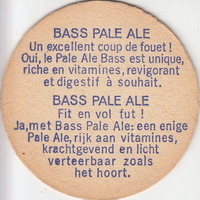 BASS PALE ALE
Un excellent coup de fouet!
Oui, le Pale Ale Bass est unique,
riche en vitamines, revigorant
et digestif à souhait.
BASS PALE ALE
Fit en vol fut!
Ja, met Bass Pale Ale: een enige
Pale Ale, rijk aan vitamines,
krachtgevend en licht
verteerbaar zoals
het hoort.